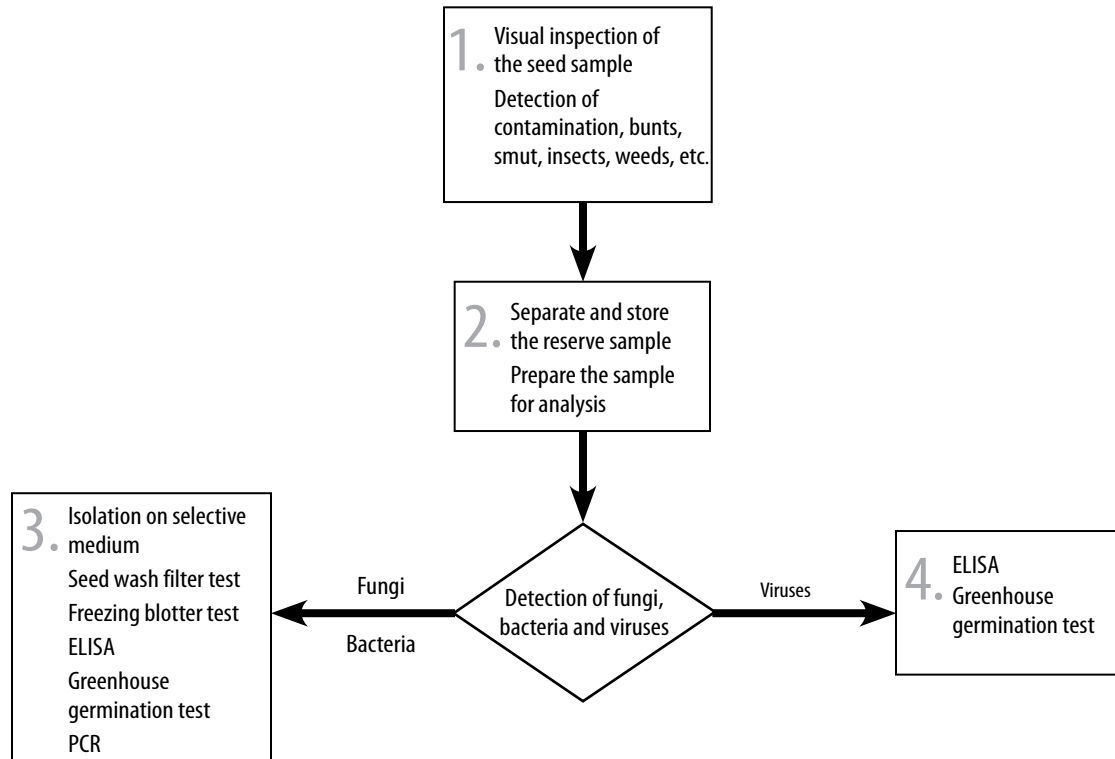 1.
Visual inspection of
the seed sample
Detection of
contamination, bunts,
smut, insects, weeds, etc.
2.
Separate and store
the reserve sample
Prepare the sample
for analysis
3.
Isolation on selective
medium
Seed wash filter test
Freezing blotter test
ELISA
Greenhouse
germination test
PCR
Fungi
Bacteria
Detection of fungi,
bacteria and viruses
Viruses
4.
ELISA
Greenhouse
germination test